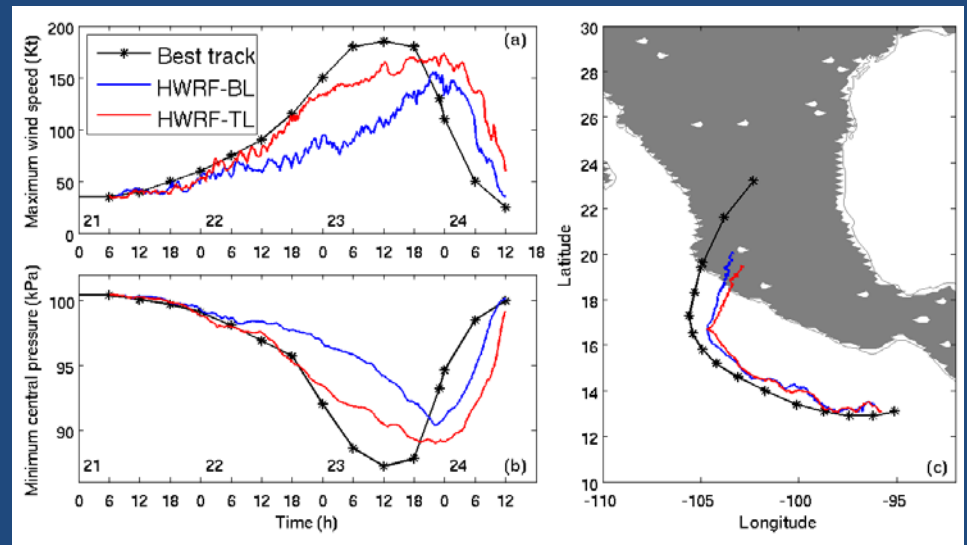 200
150
100
50
0
Maximum wind speed (Kt)
Best track
HWRF-BL
HWRF-TL
(a)
21 22 23 24
0 6 12 18 0 6 12 18 0 6 12 18 0 6 12 18
100
95
90
Minimum central pressure (kPa)
21 22 23 24
(b)
0 6 12 18 0 6 12 18 0 6 12 18 0 6 12
Time (h)
30
28
26
24
22
20
18
16
14
12
10
Latitude
(c)
-110 -105 -100 -95
Longitude